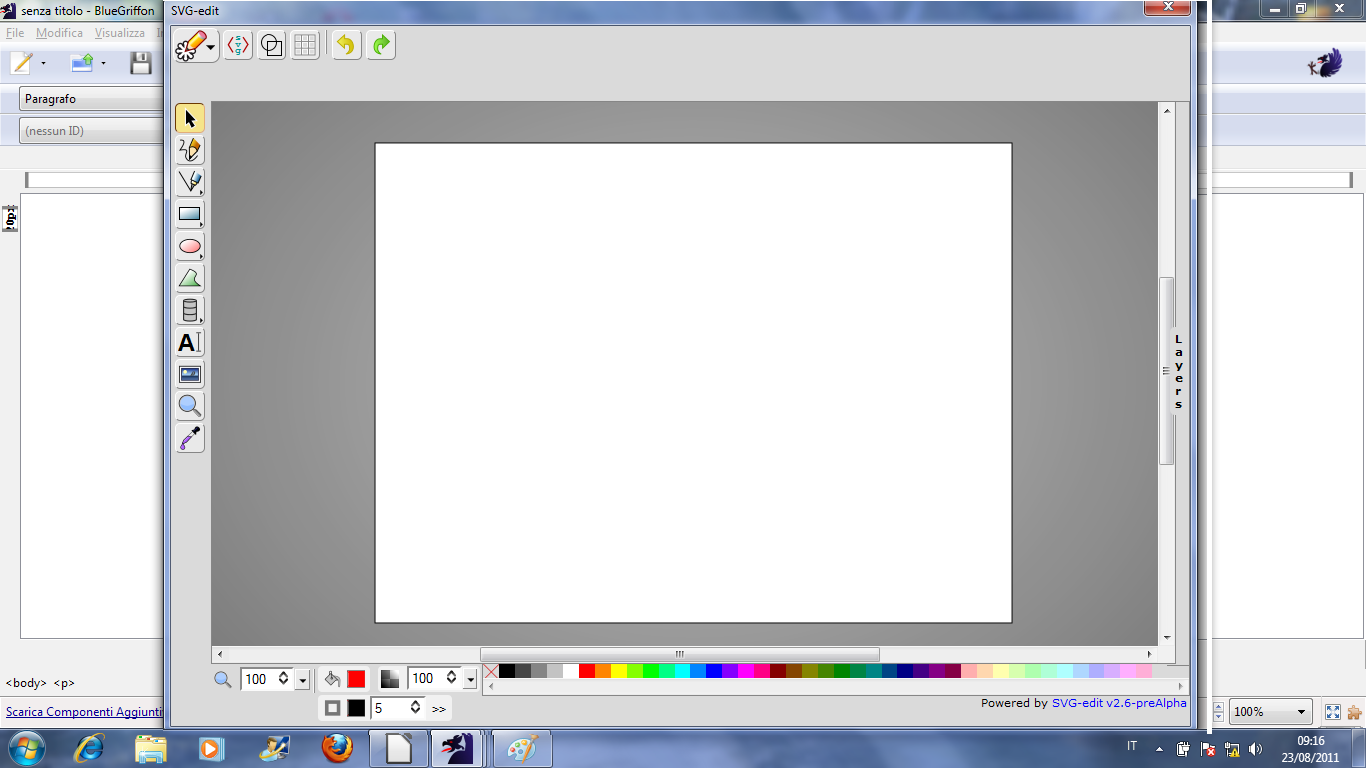 senza titolo - BlueGriffon
SVG-edit
File Modifica Visualizza
svg
Paragrafo
(nessun ID)
A
Layers
100
100
5
>>
Powered by SVG-edit v2.6-preAlpha
<body> <p>
Scarica Componenti Aggiunti
100%
IT
09:16
23/08/2011